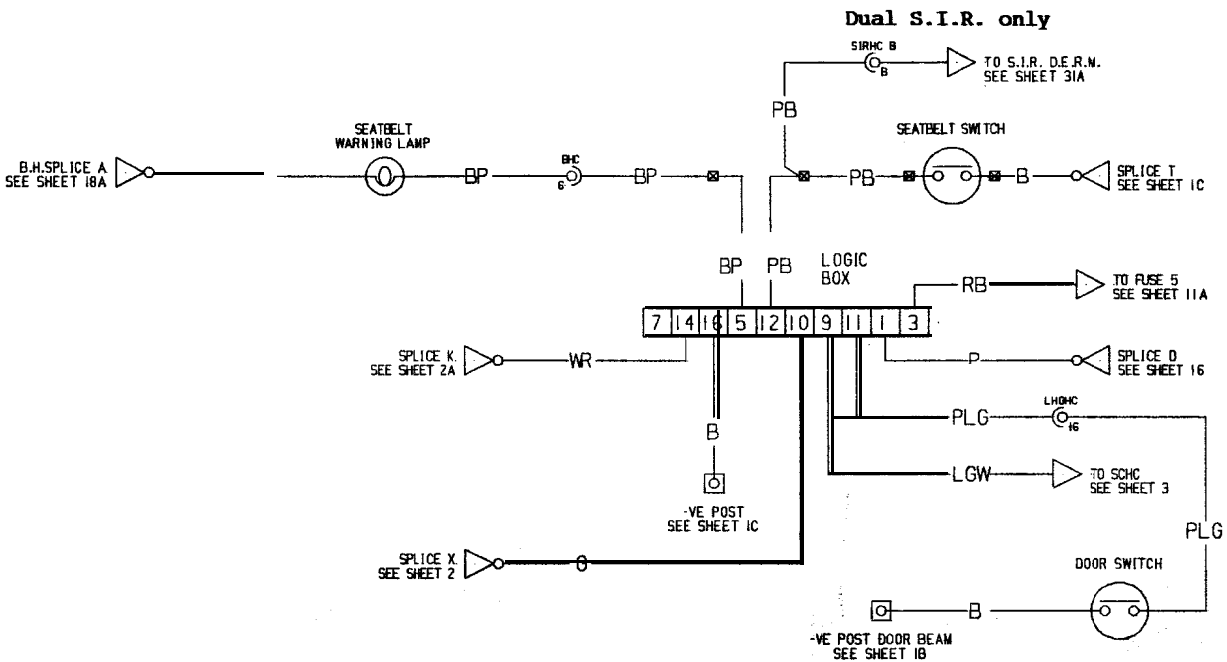 Dual S.I.R. only
SIRHC B
B
TO S.I.R. D.E.R.N.
SEE SHEET 31A
PB
SEATBELT
WARNING LAMP
SEATBELT SWITCH
B.H.SPLICE A
SEE SHEET 18A
BP
BHC
6
BP
PB
B
SPLICE T
SEE SHEET 1C
BP
PB
LOGIC
BOX
RB
TO FUSE 5
SEE SHEET 11A
7 14 16 5 12 10 9 11 1 3
SPLICE K.
SEE SHEET 2A
WR
P
SPLICE D
SEE SHEET 16
B
PLG
LHDHC
16
-VE POST
SEE SHEET 1C
LGW
TO SCHC
SEE SHEET 3
PLG
SPLICE X.
SEE SHEET 2
O
DOOR SWITCH
B
-VE POST DOOR BEAM
SEE SHEET 1B